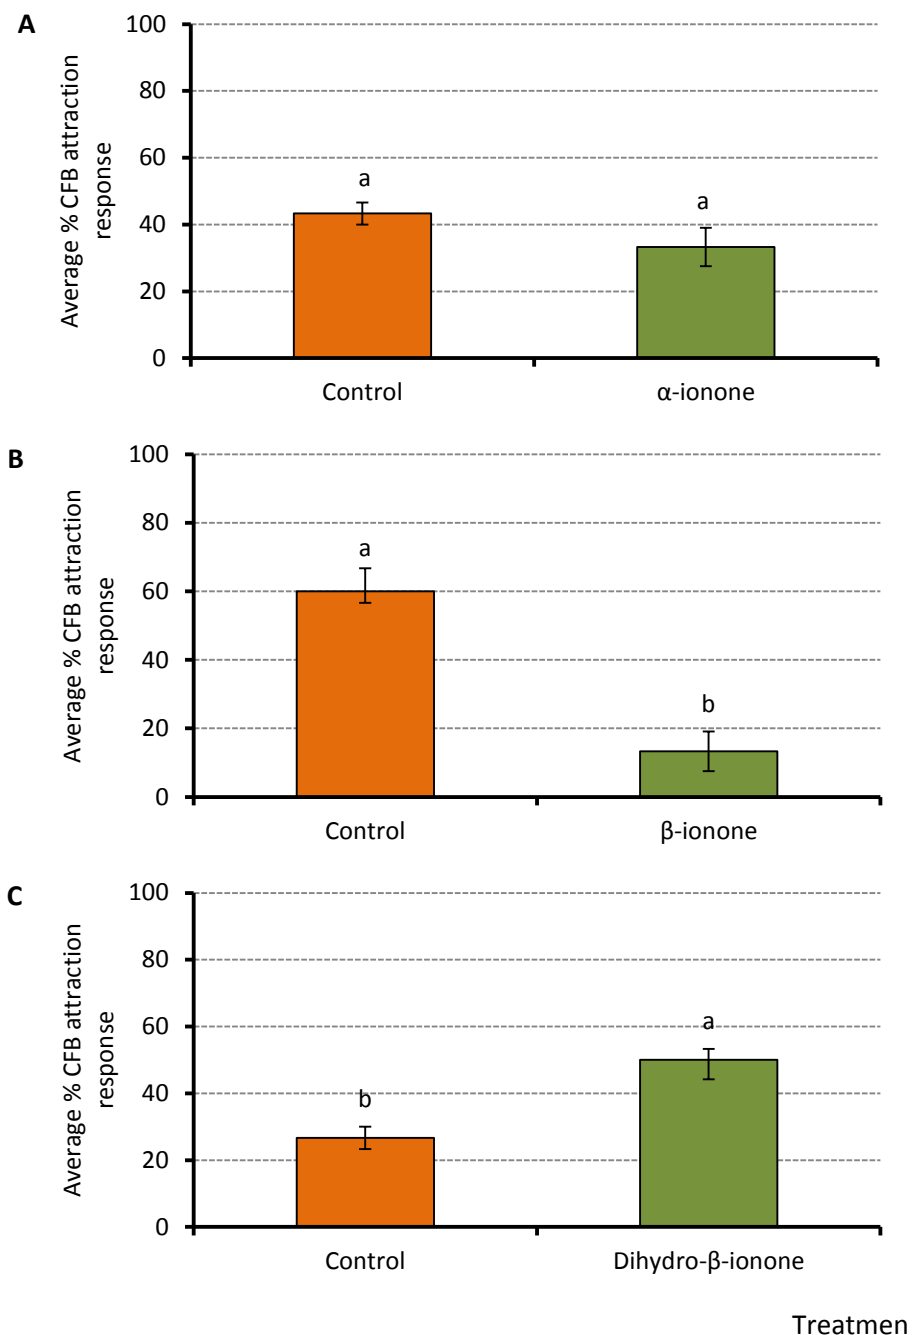 A
Average % CFB attraction
response
100
80
60
40
20
0
a
a
Control
α-ionone
B
Average % CFB attraction
response
100
80
60
40
20
0
a
b
Control
β-ionone
C
Average % CFB attraction
response
100
80
60
40
20
0
b
a
Control
Dihydro-β-ionone
Treatmen